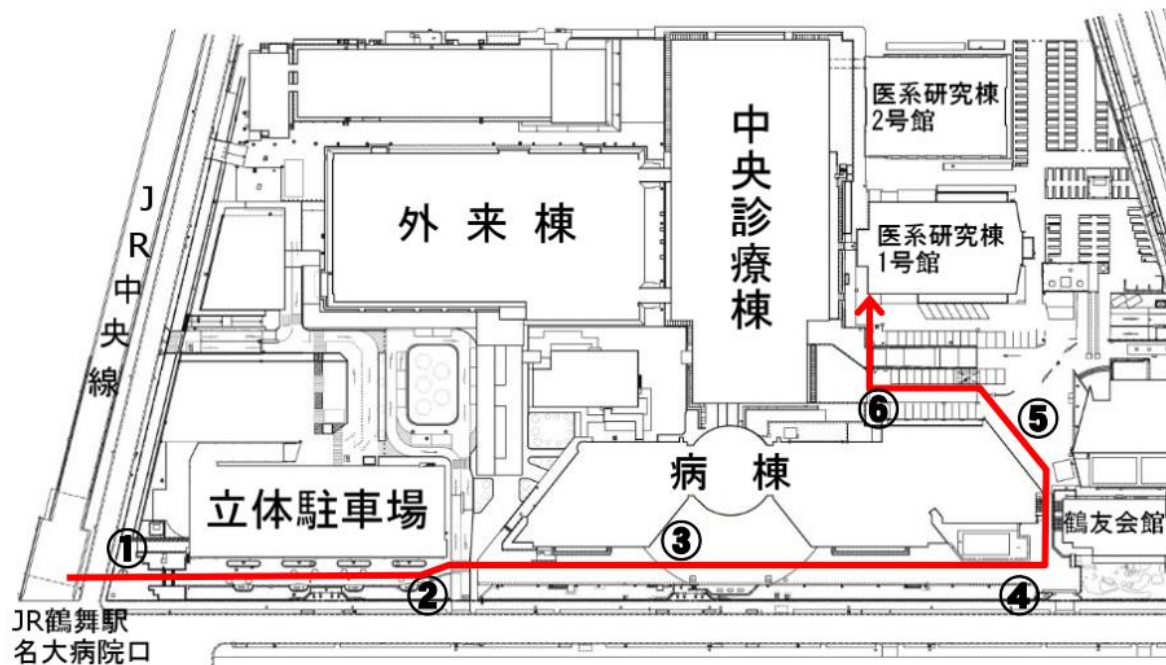 医系研究棟
2号館
中央診療棟
外来棟
医系研究棟
1号館
JR中央線
⑥
⑤
病棟
立体駐車場
鶴友会館
①
③
②
④
JR鶴舞駅
名大病院口